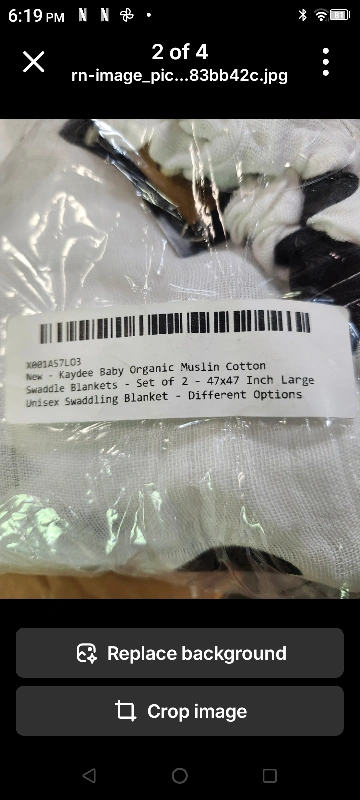 6:19 PM
2 of 4
rn-image_pic...83bb42c.jpg
X001A57LO3
New - Kaydee Baby Organic Muslin Cotton
Swaddle Blankets - Set of 2 - 47x47 Inch Large
Unisex Swaddling Blanket - Different Options
Replace background
Crop image